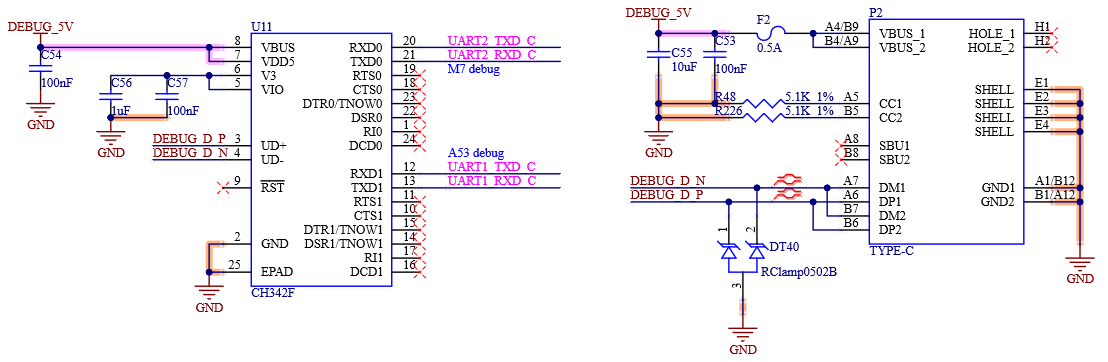 DEBUG_5V
C54
100nF
GND
C56
1uF
C57
100nF
GND
DEBUG_D_P
DEBUG_D_N
GND
U11
8 VBUS RXD0 20 UART2_TXD_C
7 VDD5 TXD0 21 UART2_RXD_C
6 V3 RTS0 19 M7 debug
5 VIO CTS0 18
DTR0/TNOW0 23
DSR0 22
RI0 1
3 UD+ DCD0 24
4 UD-
A53 debug
RXD1 12 UART1_TXD_C
9 RST TXD1 13 UART1_RXD_C
RTS1 11
CTS1 10
DTR1/TNOW1 15
2 GND DSR1/TNOW1 14
RI1 17
25 EPAD DCD1 16
CH342F
DEBUG_5V
C55
10uF
C53
100nF
F2
0.5A
R48 5.1K 1%
R226 5.1K 1%
GND
DEBUG_D_N
DEBUG_D_P
1 2
DT40
RClamp0502B
3
GND
P2
A4/B9 VBUS_1 HOLE_1 H1
B4/A9 VBUS_2 HOLE_2 H2
SHELL E1
A5 CC1 SHELL E2
B5 CC2 SHELL E3
SHELL E4
A8 SBU1
B8 SBU2
A7 DM1 GND1 A1/B12
A6 DP1 GND2 B1/A12
B7 DM2
B6 DP2
TYPE-C
GND